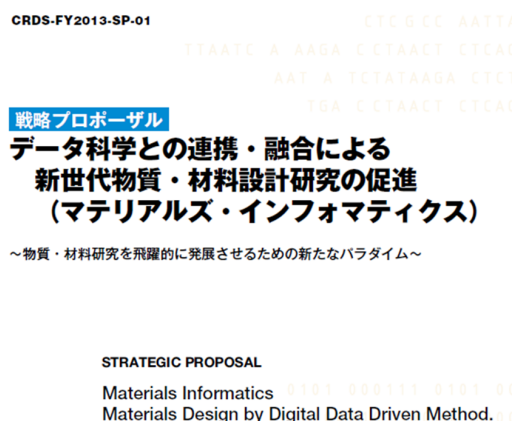 CRDS-FY2013-SP-01
CTC G CC AATTA
TTAATC A AAGA C CTAACT CTCAC
AAT A TCTATAAGA CTCT
TGA C CTAACT CTCAC
戦略プロポーザル
データ科学との連携・融合による
新世代物質・材料設計研究の促進
(マテリアルズ・インフォマティクス)
〜物質・材料研究を飛躍的に発展させるための新たなパラダイム〜
STRATEGIC PROPOSAL
Materials Informatics
0101 000111 0101 00
Materials Design by Digital Data Driven Method.